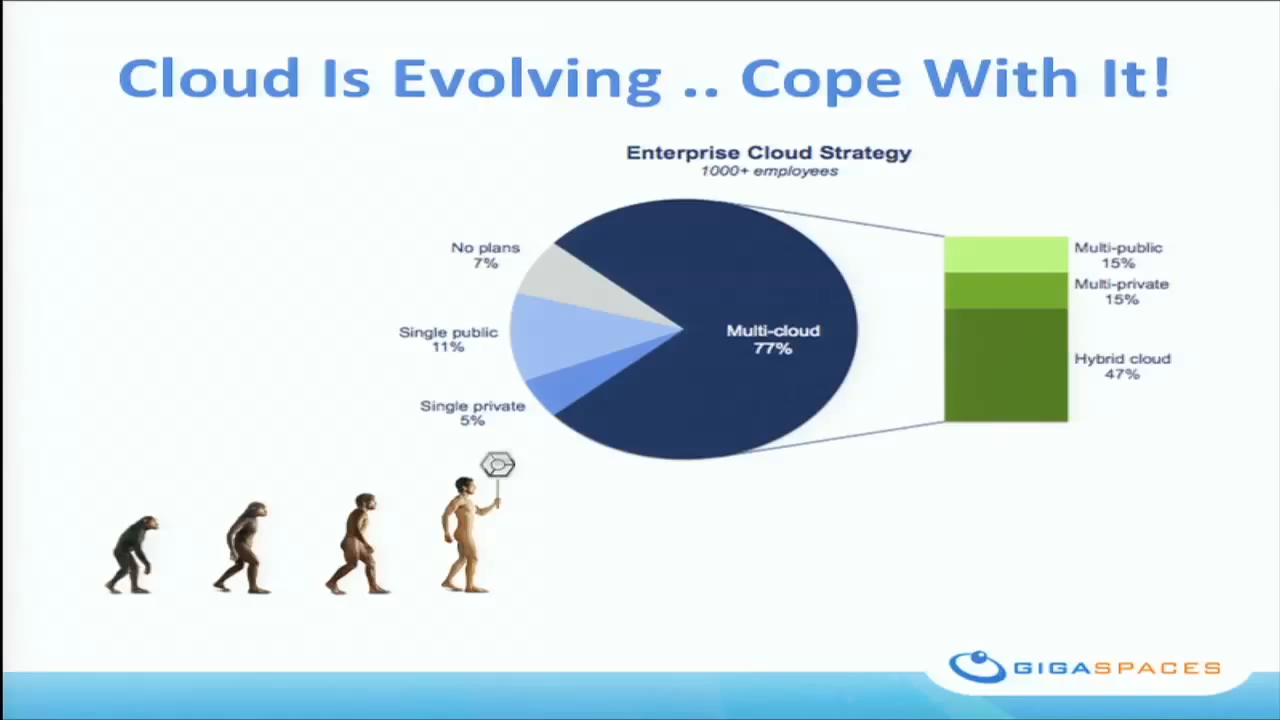 Cloud Is Evolving .. Cope With It!
Enterprise Cloud Strategy
1000+ employees
No plans
7%
Single public
11%
Single private
5%
Multi-cloud
77%
Multi-public
15%
Multi-private
15%
Hybrid cloud
47%
GIGASPACES